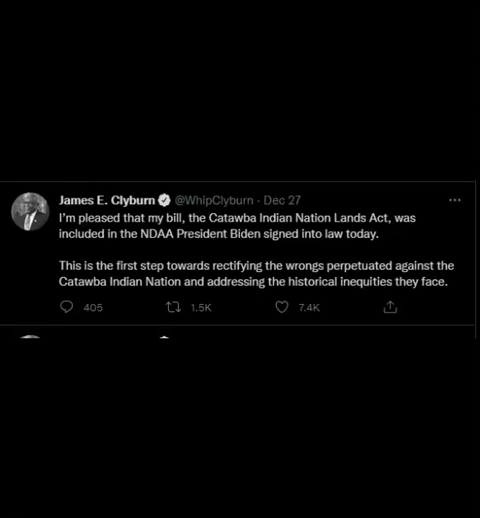 James E. Clyburn @WhipClyburn · Dec 27
I'm pleased that my bill, the Catawba Indian Nation Lands Act, was
included in the NDAA President Biden signed into law today.
This is the first step towards rectifying the wrongs perpetuated against the
Catawba Indian Nation and addressing the historical inequities they face.
405 1.5K 7.4K